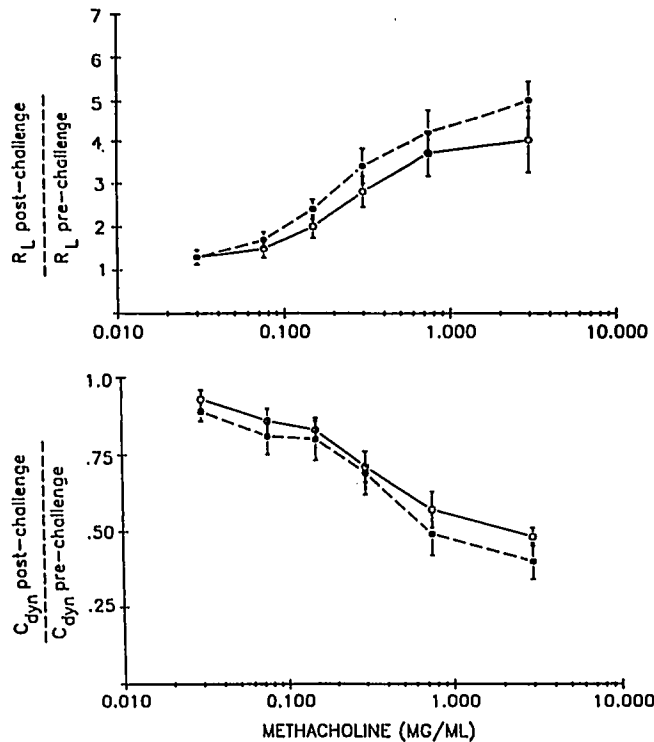 7
6
5
4
3
2
1
R_L post-challenge
R_L pre-challenge
0.010 0.100 1.000 10.000
1.0
.75
.50
.25
C_dyn post-challenge
C_dyn pre-challenge
0.010 0.100 1.000 10.000
METHACHOLINE (MG/ML)